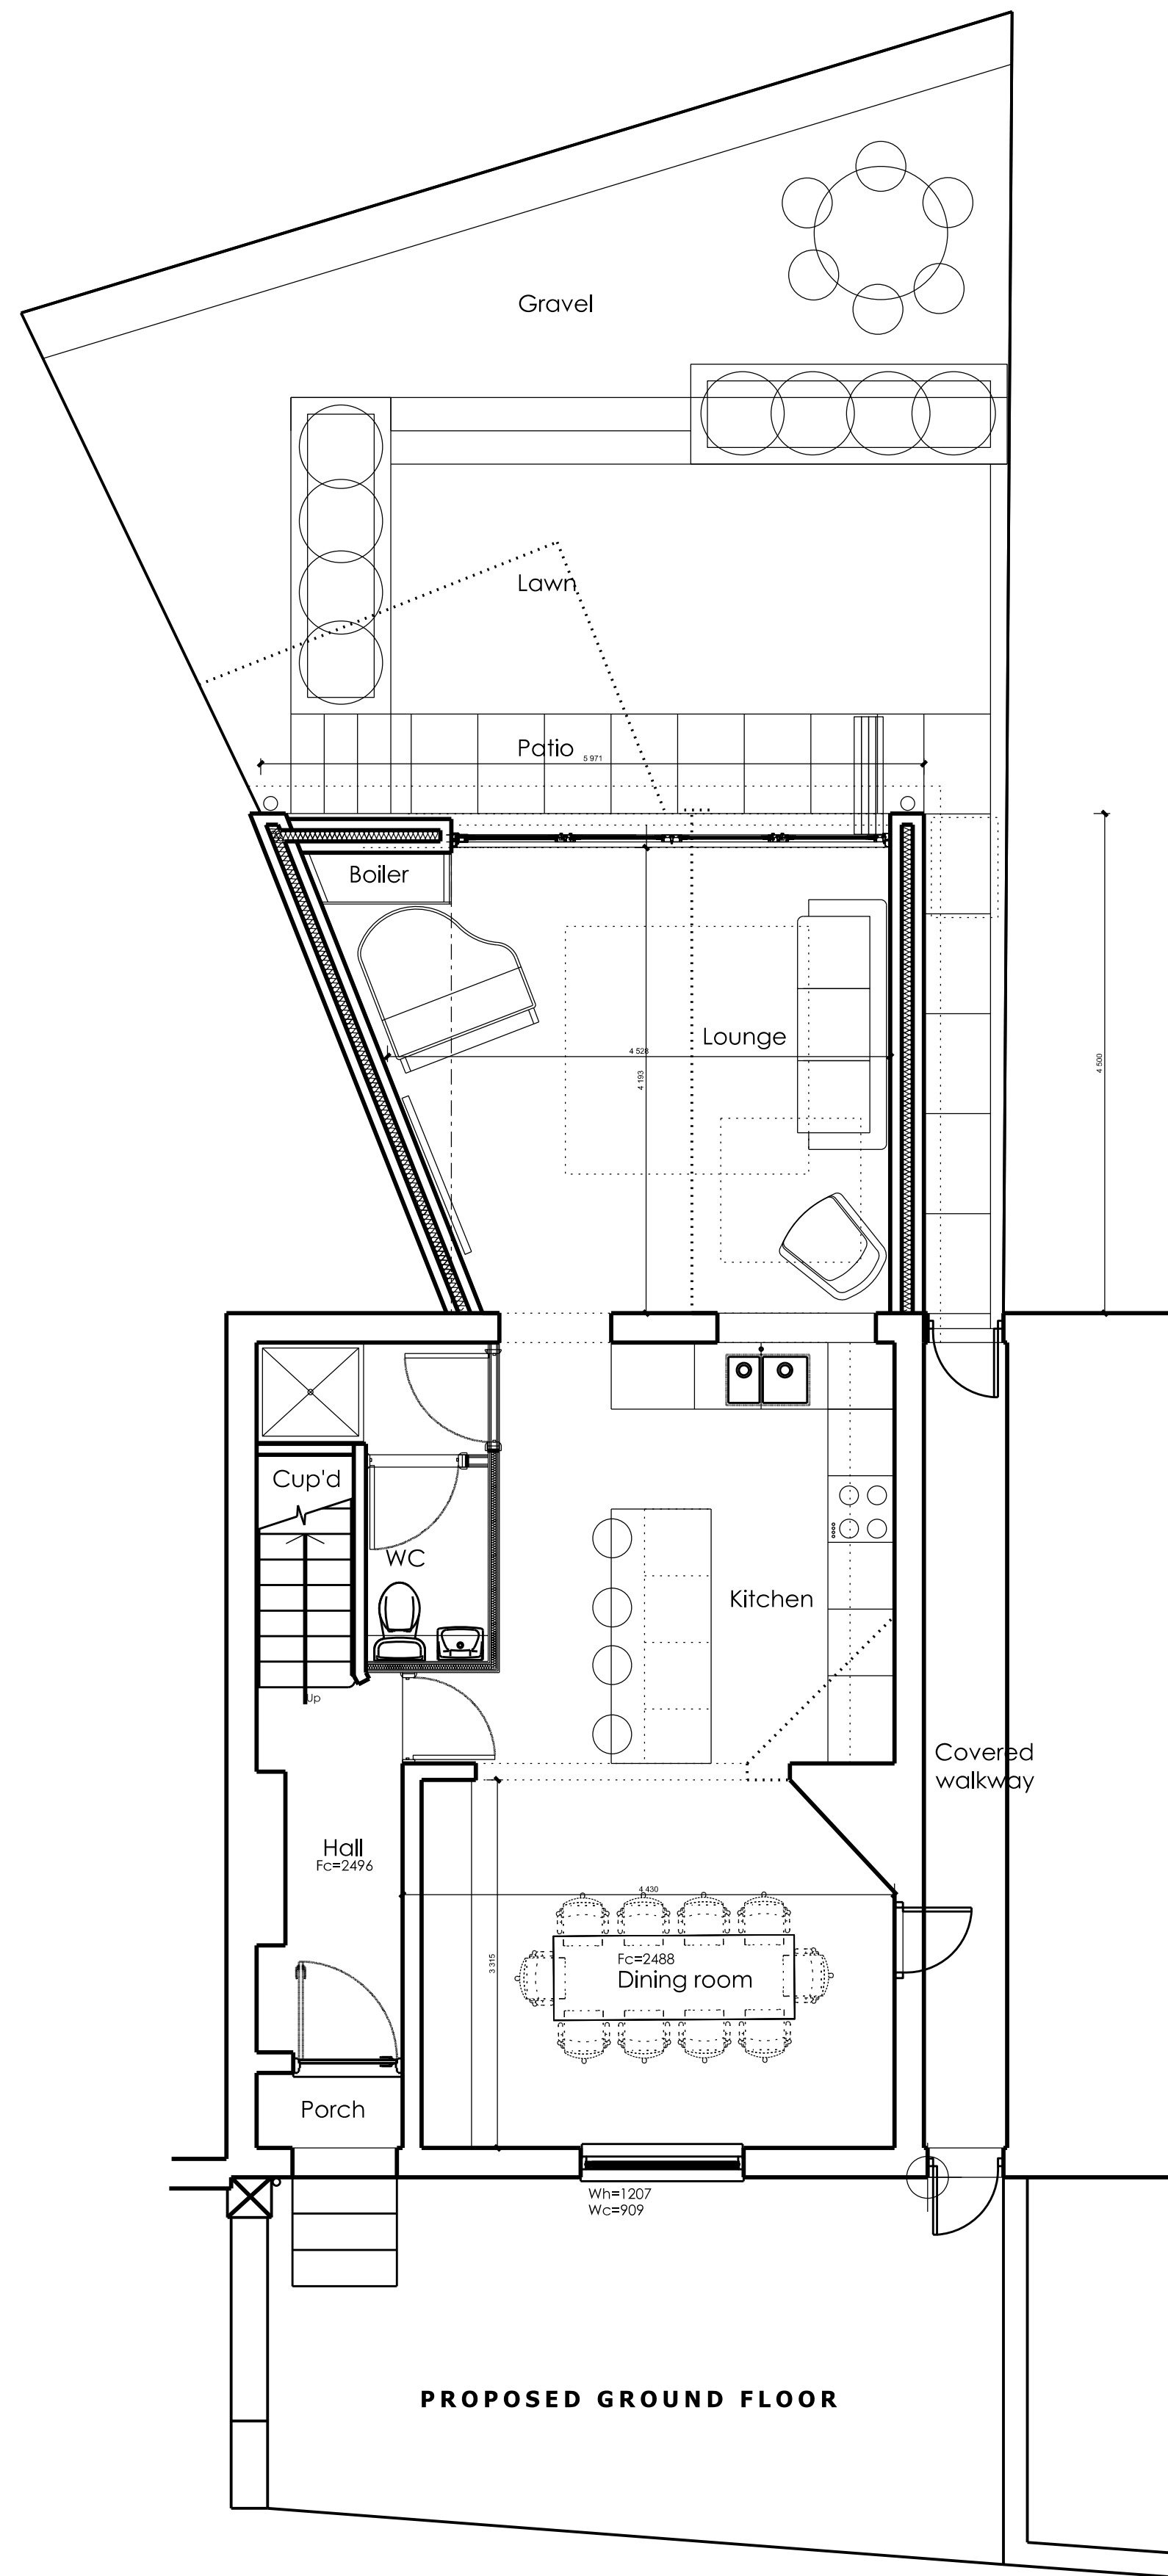 Gravel
Lawn
Patio
5 971
Boiler
Lounge
4 528
4 193
4 500
Cup'd
WC
Up
Kitchen
Covered
walkway
Hall
Fc=2496
4 430
3 315
Fc=2488
Dining room
Porch
Wh=1207
Wc=909
PROPOSED GROUND FLOOR